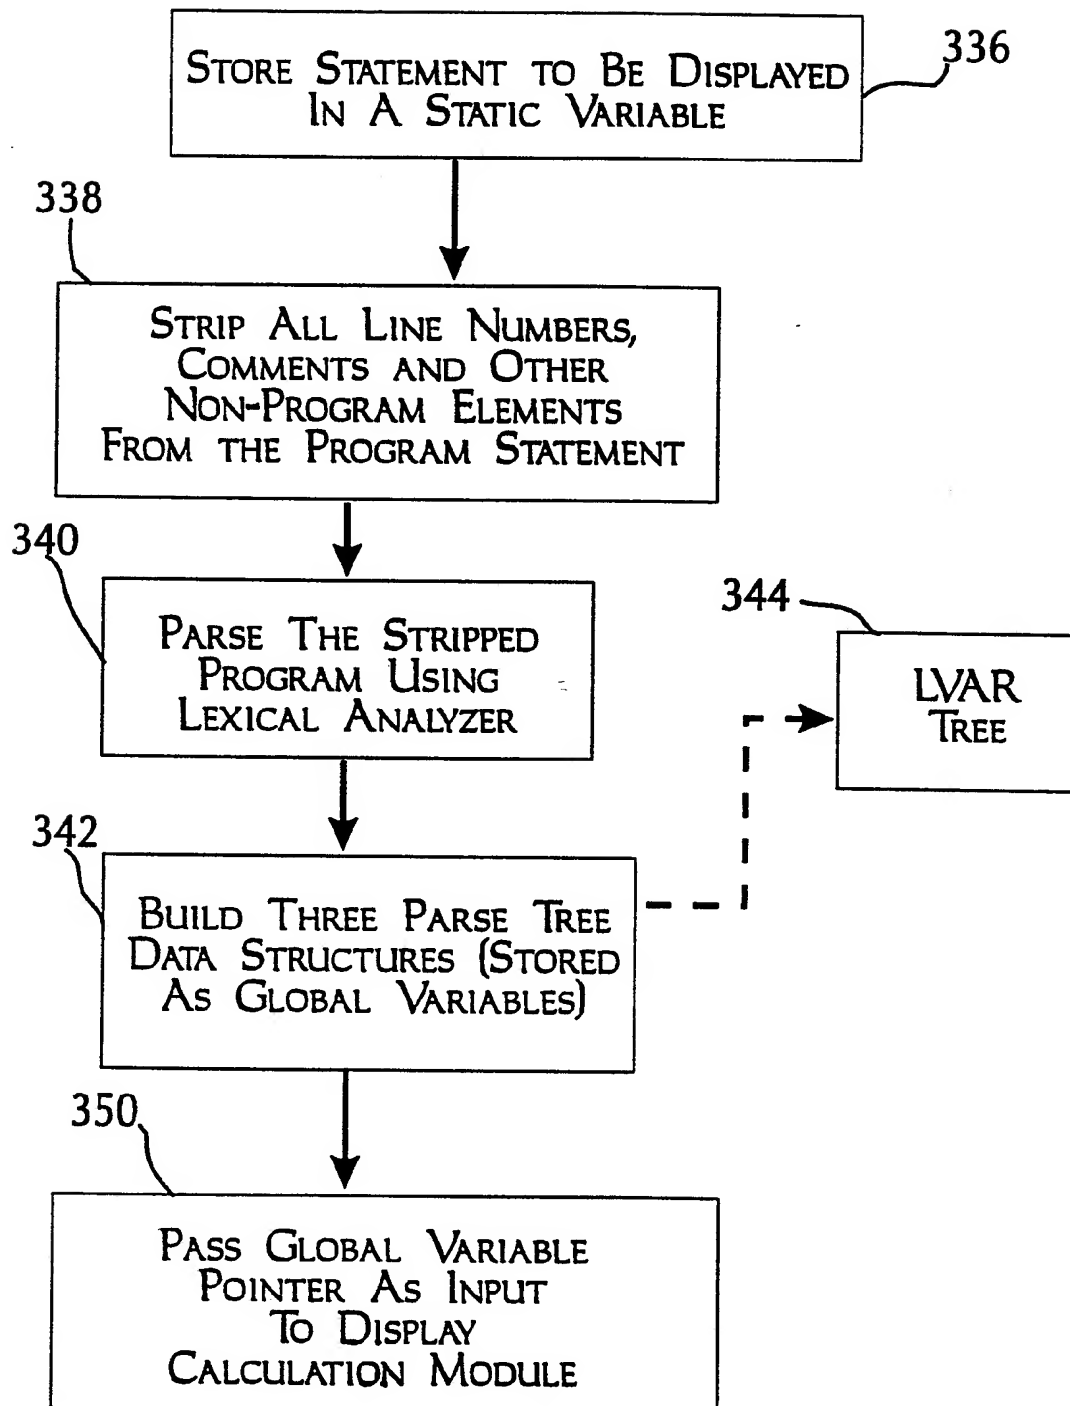 336
STORE STATEMENT TO BE DISPLAYED
IN A STATIC VARIABLE
338
STRIP ALL LINE NUMBERS,
COMMENTS AND OTHER
NON-PROGRAM ELEMENTS
FROM THE PROGRAM STATEMENT
340
PARSE THE STRIPPED
PROGRAM USING
LEXICAL ANALYZER
344
LVAR
TREE
342
BUILD THREE PARSE TREE
DATA STRUCTURES (STORED
AS GLOBAL VARIABLES)
350
PASS GLOBAL VARIABLE
POINTER AS INPUT
TO DISPLAY
CALCULATION MODULE